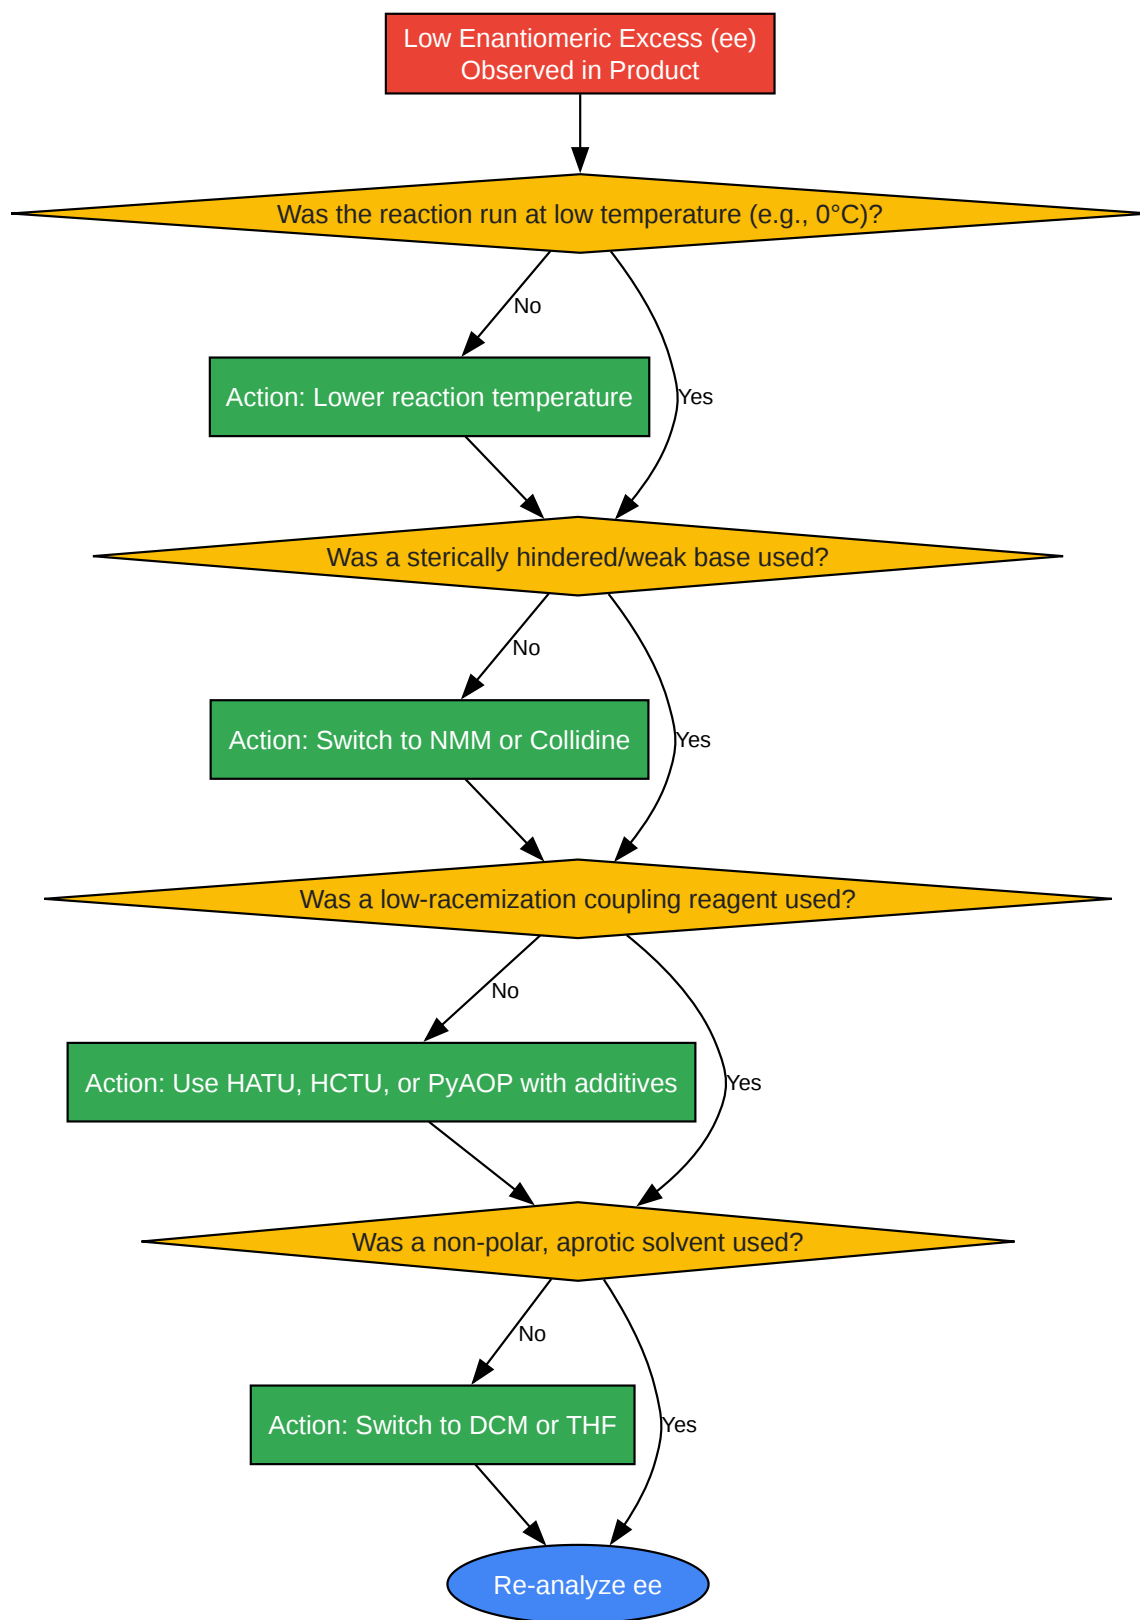 Low Enantiomeric Excess (ee)
Observed in Product
Was the reaction run at low temperature (e.g., 0°C)?
No
Action: Lower reaction temperature
Yes
Was a sterically hindered/weak base used?
No
Action: Switch to NMM or Collidine
Yes
Was a low-racemization coupling reagent used?
No
Action: Use HATU, HCTU, or PyAOP with additives
Yes
Was a non-polar, aprotic solvent used?
No
Action: Switch to DCM or THF
Yes
Re-analyze ee